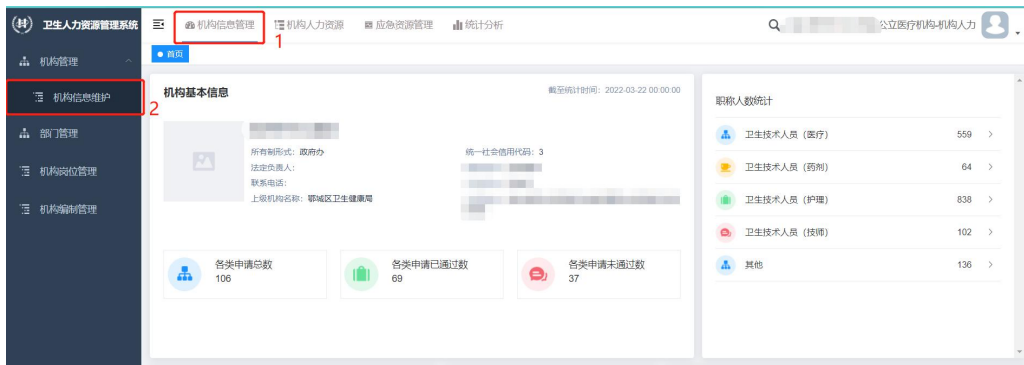 卫生人力资源管理系统
机构信息管理
机构人力资源
应急资源管理
统计分析
公立医疗机构-机构人力
1
机构管理
首页
机构信息维护
2
部门管理
机构岗位管理
机构编制管理
机构基本信息
截至统计时间：2022-03-22 00:00:00
所有制形式：政府办
统一社会信用代码：3
法定负责人：
联系电话：
上级机构名称：鄂城区卫生健康局
各类申请总数
106
各类申请已通过数
69
各类申请未通过数
37
职称人数统计
卫生技术人员（医疗） 559
卫生技术人员（药剂） 64
卫生技术人员（护理） 838
卫生技术人员（技师） 102
其他 136